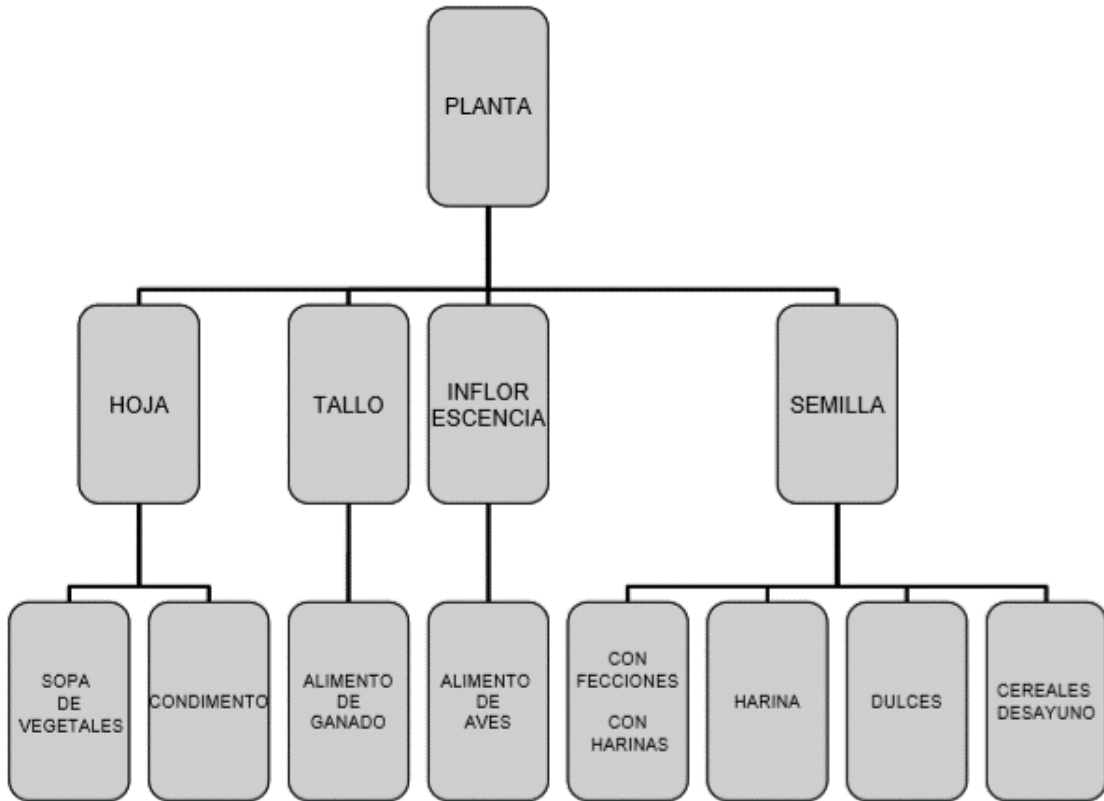 PLANTA
HOJA
TALLO
INFLOR
ESCENCIA
SEMILLA
SOPA
DE
VEGETALES
CONDIMENTO
ALIMENTO
DE
GANADO
ALIMENTO
DE
AVES
CON
FECCIONES
CON
HARINAS
HARINA
DULCES
CEREALES
DESAYUNO